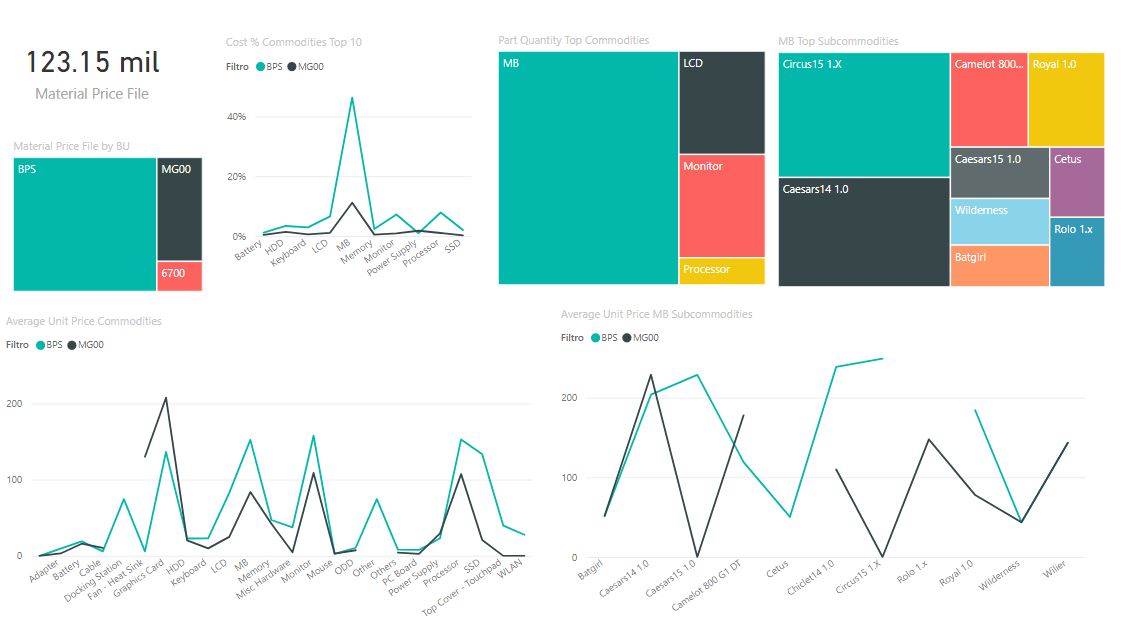 123.15 mil
Material Price File
Material Price File by BU
BPS
MG00
6700
Cost % Commodities Top 10
Filtro BPS MG00
40%
20%
0%
Battery
HDD
Keyboard
LCD
MB
Memory
Monitor
Power Supply
Processor
SSD
Part Quantity Top Commodities
MB
LCD
Monitor
Processor
MB Top Subcommodities
Circus15 1.X
Camelot 800...
Royal 1.0
Caesars14 1.0
Caesars15 1.0
Cetus
Wilderness
Rolo 1.x
Batgirl
Average Unit Price Commodities
Filtro BPS MG00
200
100
0
Adapter
Battery
Cable
Docking Station
Fan - Heat Sink
Graphics Card
HDD
Keyboard
LCD
MB
Memory
Misc Hardware
Monitor
Mouse
ODD
Other
Others
PC Board
Power Supply
Processor
SSD
Top Cover - Touchpad
WLAN
Average Unit Price MB Subcommodities
Filtro BPS MG00
200
100
0
Batgirl
Caesars14 1.0
Caesars15 1.0
Camelot 800 G1 DT
Cetus
Chiclet14 1.0
Circus15 1.X
Rolo 1.x
Royal 1.0
Wilderness
Wilier